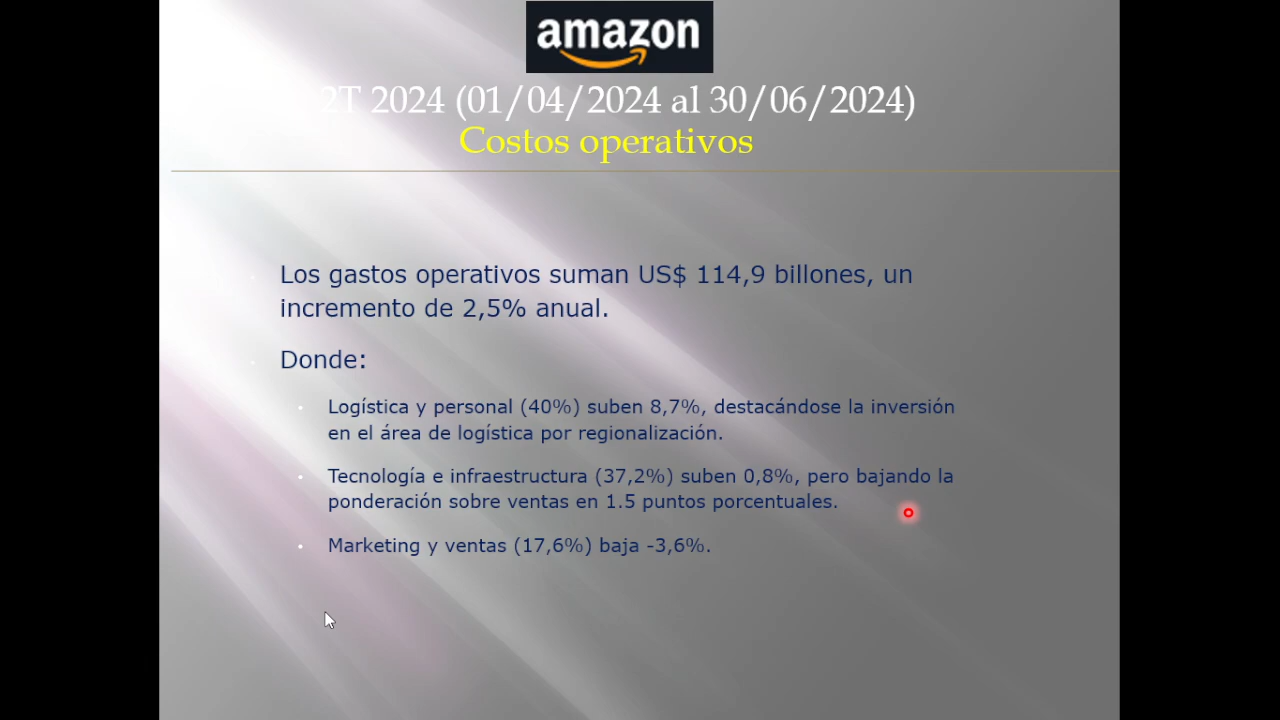 amazon
2T 2024 (01/04/2024 al 30/06/2024)
Costos operativos
Los gastos operativos suman US$ 114,9 billones, un
incremento de 2,5% anual.
Donde:
Logística y personal (40%) suben 8,7%, destacándose la inversión
en el área de logística por regionalización.
Tecnología e infraestructura (37,2%) suben 0,8%, pero bajando la
ponderación sobre ventas en 1.5 puntos porcentuales.
Marketing y ventas (17,6%) baja -3,6%.